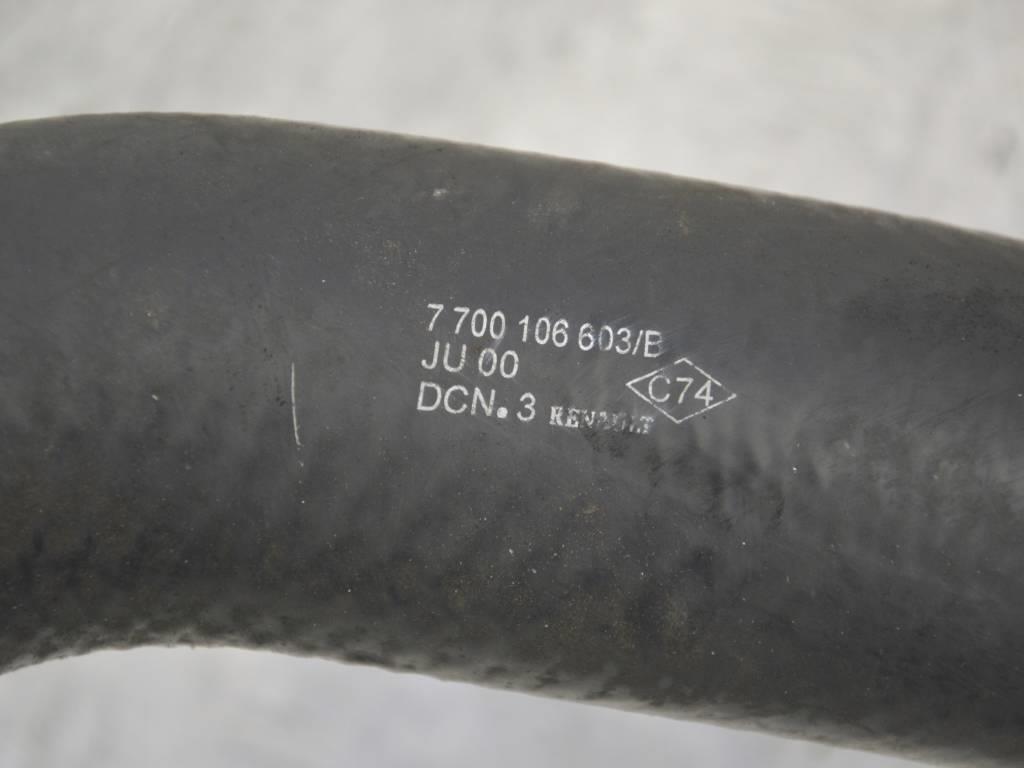 7 700 106 603/B
JU 00
DCN. 3 RENAULT
C74